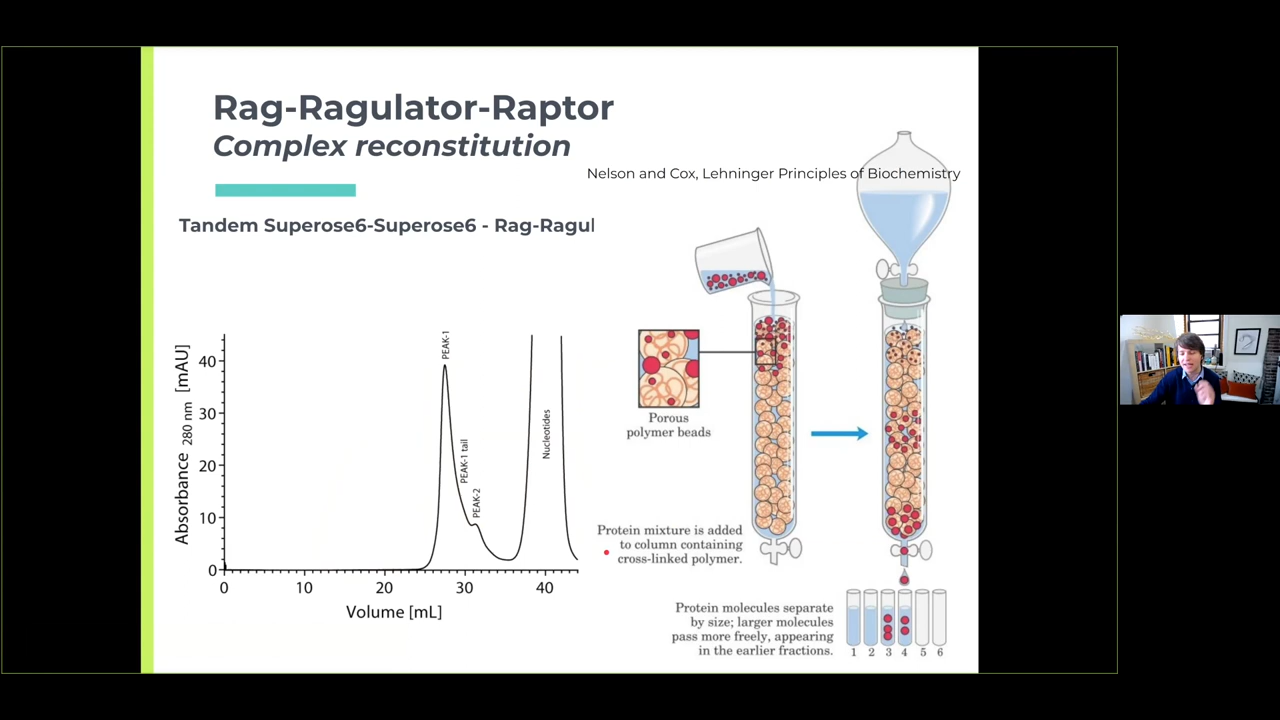 Rag-Ragulator-Raptor
Complex reconstitution
Nelson and Cox, Lehninger Principles of Biochemistry
Tandem Superose6-Superose6 - Rag-Ragul
Absorbance 280 nm [mAU]
40
30
20
10
0
PEAK-1
PEAK-1 tail
PEAK-2
Nucleotides
0 10 20 30 40
Volume [mL]
Porous
polymer beads
Protein mixture is added
to column containing
cross-linked polymer.
Protein molecules separate
by size; larger molecules
pass more freely, appearing
in the earlier fractions.
1 2 3 4 5 6